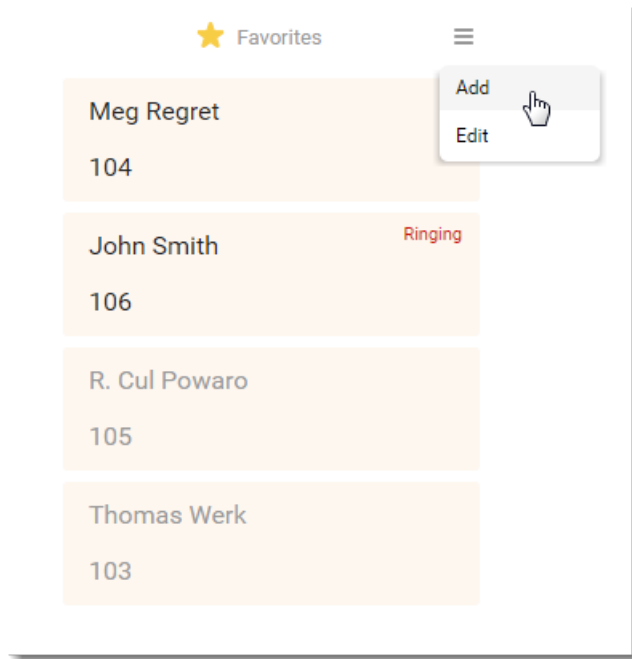 Favorites
Add
Edit
Meg Regret
104
John Smith
Ringing
106
R. Cul Powaro
105
Thomas Werk
103